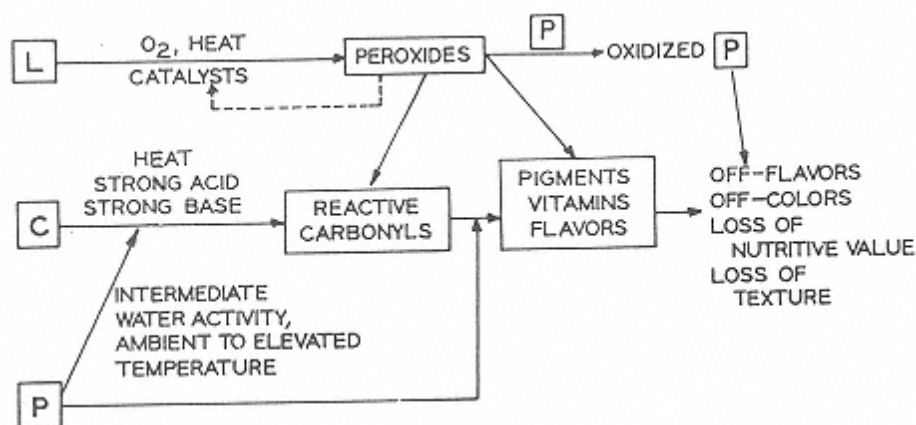 L
O2, HEAT
CATALYSTS
PEROXIDES
P
OXIDIZED P
HEAT
STRONG ACID
STRONG BASE
C
REACTIVE
CARBONYLS
PIGMENTS
VITAMINS
FLAVORS
OFF-FLAVORS
OFF-COLORS
LOSS OF
NUTRITIVE VALUE
LOSS OF
TEXTURE
INTERMEDIATE
WATER ACTIVITY,
AMBIENT TO ELEVATED
TEMPERATURE
P